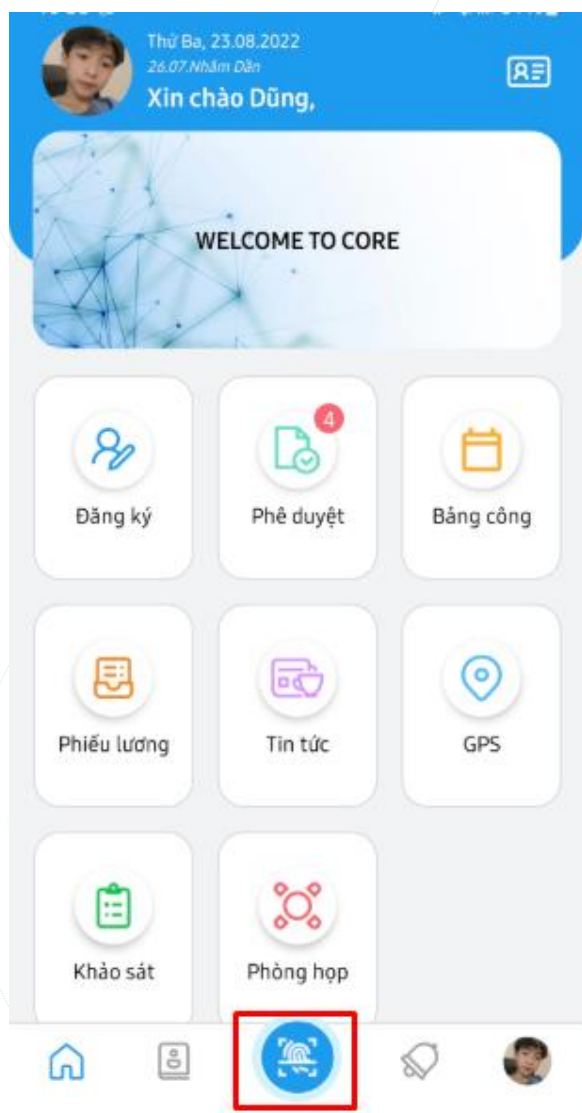 Thứ Ba, 23.08.2022
26.07.Nhâm Dần
Xin chào Dũng,
WELCOME TO CORE
4
Đăng ký
Phê duyệt
Bảng công
Phiếu lương
Tin tức
GPS
Khảo sát
Phòng họp